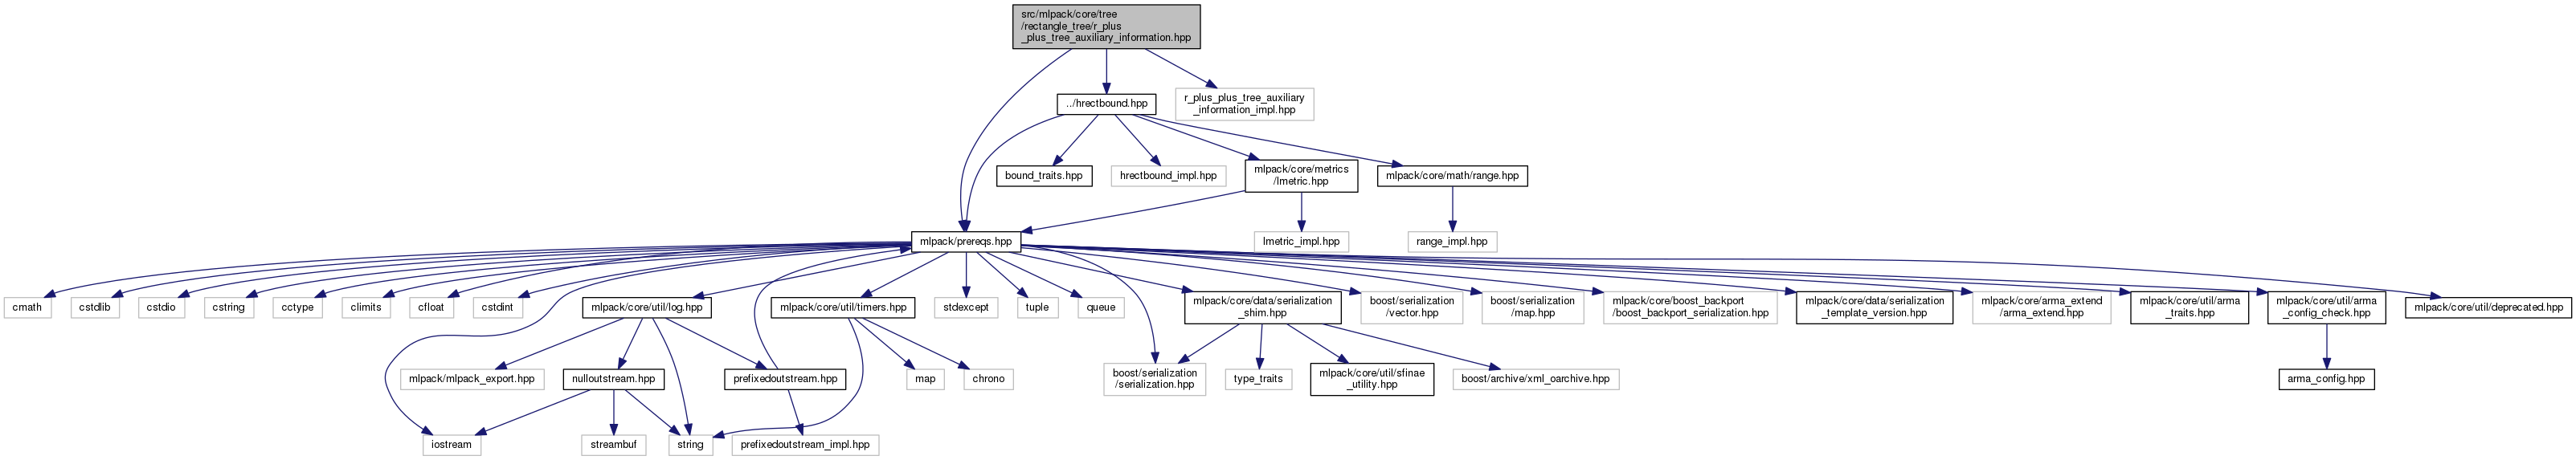 src/mlpack/core/tree
/rectangle_tree/r_plus
_plus_tree_auxiliary_information.hpp
../hrectbound.hpp
r_plus_plus_tree_auxiliary
_information_impl.hpp
bound_traits.hpp
hrectbound_impl.hpp
mlpack/core/metrics
/lmetric.hpp
mlpack/core/math/range.hpp
mlpack/prereqs.hpp
lmetric_impl.hpp
range_impl.hpp
cmath
cstdlib
cstdio
cstring
cctype
climits
cfloat
cstdint
mlpack/core/util/log.hpp
mlpack/core/util/timers.hpp
stdexcept
tuple
queue
mlpack/core/data/serialization
_shim.hpp
boost/serialization
/vector.hpp
boost/serialization
/map.hpp
mlpack/core/boost_backport
/boost_backport_serialization.hpp
mlpack/core/data/serialization
_template_version.hpp
mlpack/core/arma_extend
/arma_extend.hpp
mlpack/core/util/arma
_traits.hpp
mlpack/core/util/arma
_config_check.hpp
mlpack/core/util/deprecated.hpp
mlpack/mlpack_export.hpp
nulloutstream.hpp
prefixedoutstream.hpp
map
chrono
boost/serialization
/serialization.hpp
type_traits
mlpack/core/util/sfinae
_utility.hpp
boost/archive/xml_oarchive.hpp
arma_config.hpp
iostream
streambuf
string
prefixedoutstream_impl.hpp